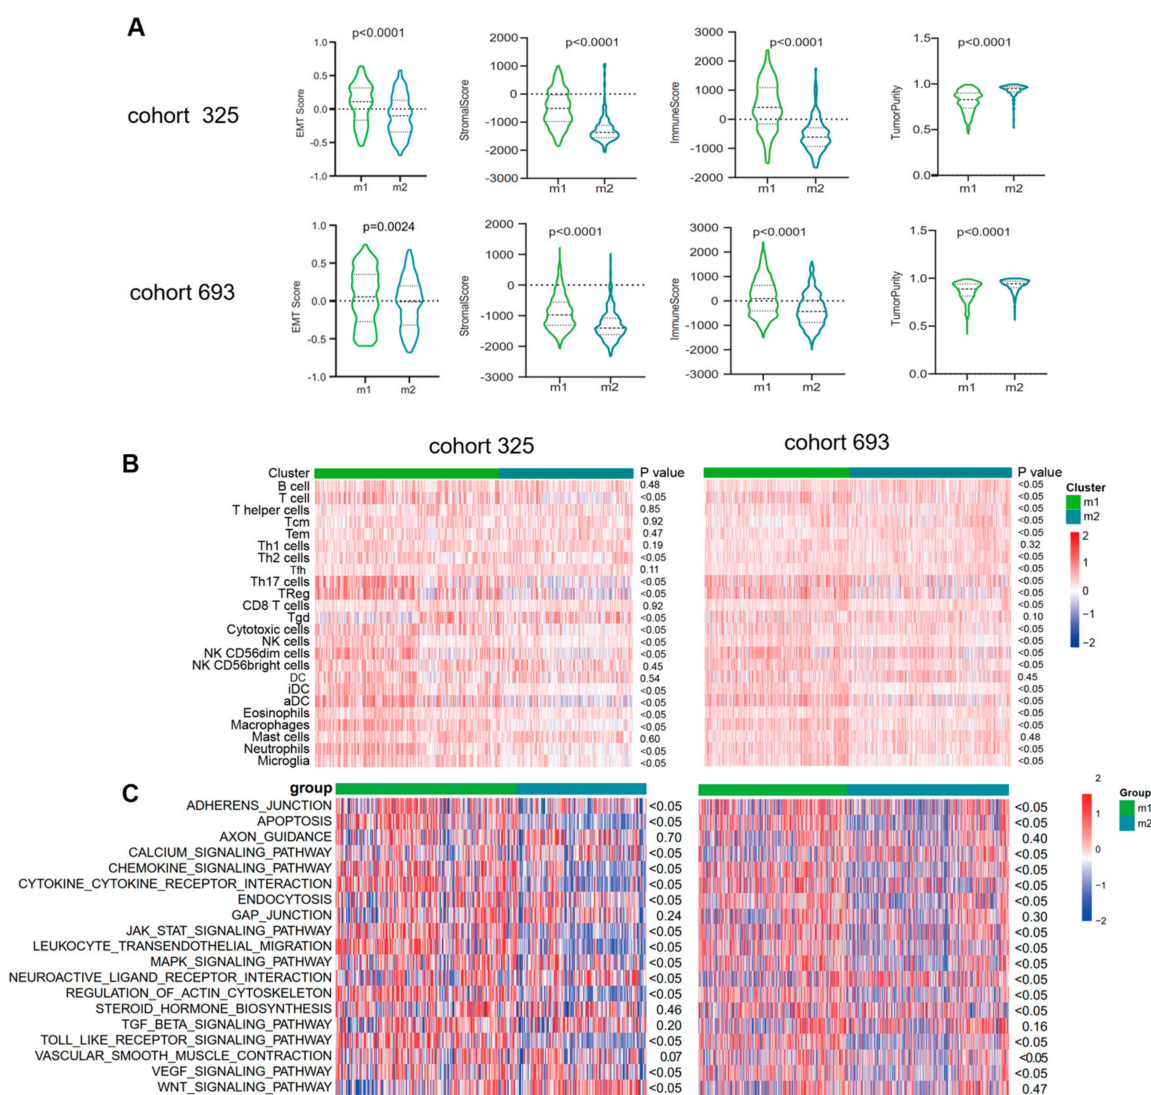 A
cohort 325
EMT Score
1.0
0.5
0.0
-0.5
-1.0
p<0.0001
m1 m2
StromalScore
2000
1000
0
-1000
-2000
-3000
p<0.0001
m1 m2
ImmuneScore
3000
2000
1000
0
-1000
-2000
p<0.0001
m1 m2
TumorPurity
1.5
1.0
0.5
0.0
p<0.0001
m1 m2
cohort 693
EMT Score
1.0
0.5
0.0
-0.5
-1.0
p=0.0024
m1 m2
StromalScore
2000
1000
0
-1000
-2000
-3000
p<0.0001
m1 m2
ImmuneScore
3000
2000
1000
0
-1000
-2000
-3000
p<0.0001
m1 m2
TumorPurity
1.5
1.0
0.5
0.0
p<0.0001
m1 m2
B
cohort 325 cohort 693
Cluster P value P value
B cell 0.48 <0.05
T cell <0.05 <0.05
T helper cells 0.85 <0.05
Tcm 0.92 <0.05
Tem 0.47 <0.05
Th1 cells 0.19 0.32
Th2 cells <0.05 <0.05
Tfh 0.11 <0.05
Th17 cells <0.05 <0.05
TReg <0.05 <0.05
CD8 T cells 0.92 <0.05
Tgd <0.05 0.10
Cytotoxic cells <0.05 <0.05
NK cells <0.05 <0.05
NK CD56dim cells <0.05 <0.05
NK CD56bright cells 0.45 <0.05
DC 0.54 0.45
iDC <0.05 <0.05
aDC <0.05 <0.05
Eosinophils <0.05 <0.05
Macrophages <0.05 <0.05
Mast cells 0.60 0.48
Neutrophils <0.05 <0.05
Microglia <0.05 <0.05
Cluster
m1
m2
2
1
0
−1
−2
C
group
ADHERENS_JUNCTION <0.05 <0.05
APOPTOSIS <0.05 <0.05
AXON_GUIDANCE 0.70 0.40
CALCIUM_SIGNALING_PATHWAY <0.05 <0.05
CHEMOKINE_SIGNALING_PATHWAY <0.05 <0.05
CYTOKINE_CYTOKINE_RECEPTOR_INTERACTION <0.05 <0.05
ENDOCYTOSIS <0.05 <0.05
GAP_JUNCTION 0.24 0.30
JAK_STAT_SIGNALING_PATHWAY <0.05 <0.05
LEUKOCYTE_TRANSENDOTHELIAL_MIGRATION <0.05 <0.05
MAPK_SIGNALING_PATHWAY <0.05 <0.05
NEUROACTIVE_LIGAND_RECEPTOR_INTERACTION <0.05 <0.05
REGULATION_OF_ACTIN_CYTOSKELETON <0.05 <0.05
STEROID_HORMONE_BIOSYNTHESIS 0.46 <0.05
TGF_BETA_SIGNALING_PATHWAY 0.20 0.16
TOLL_LIKE_RECEPTOR_SIGNALING_PATHWAY <0.05 <0.05
VASCULAR_SMOOTH_MUSCLE_CONTRACTION 0.07 <0.05
VEGF_SIGNALING_PATHWAY <0.05 <0.05
WNT_SIGNALING_PATHWAY <0.05 0.47
2
1
0
−1
−2
Group
m1
m2